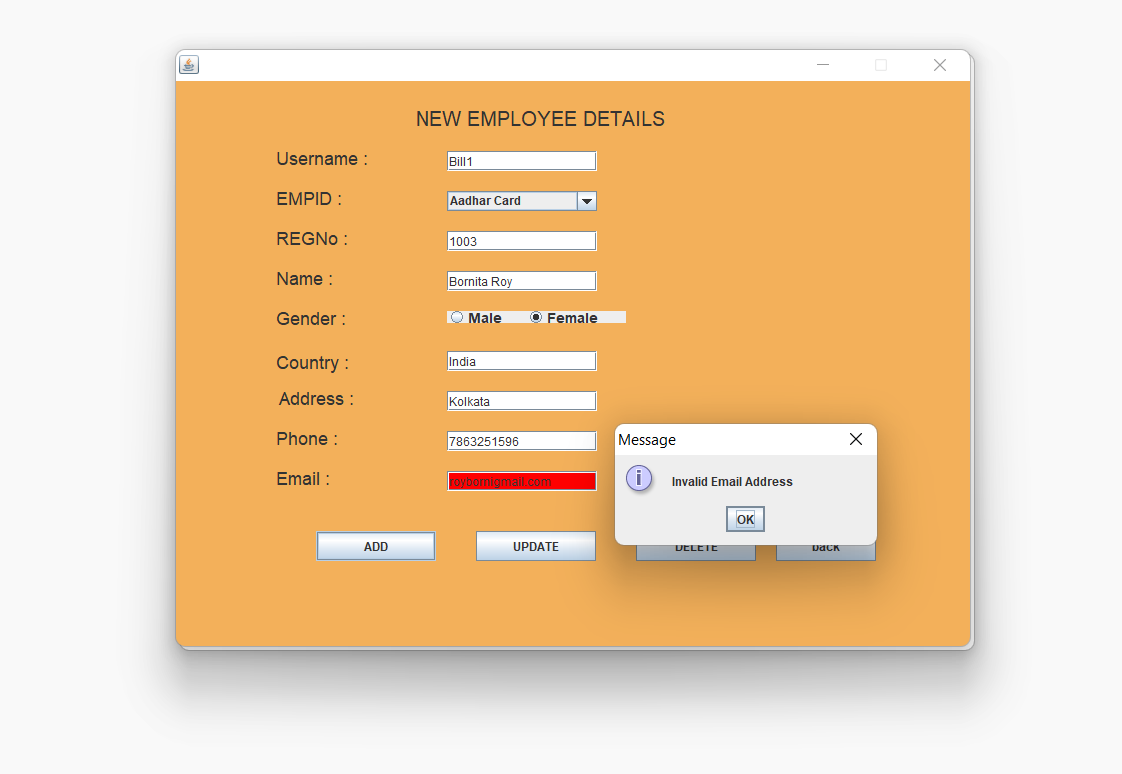 NEW EMPLOYEE DETAILS
Username : Bill1
EMPID : Aadhar Card
REGNo : 1003
Name : Bornita Roy
Gender : Male Female
Country : India
Address : Kolkata
Phone : 7863251596
Message
Email : roybornigmail.com
Invalid Email Address
OK
ADD UPDATE DELETE back